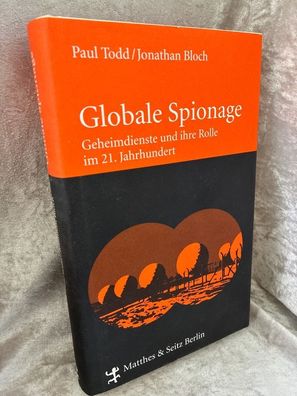 Paul Todd/Jonathan Bloch
Globale Spionage
Geheimdienste und ihre Rolle
im 21. Jahrhundert
Matthes & Seitz Berlin